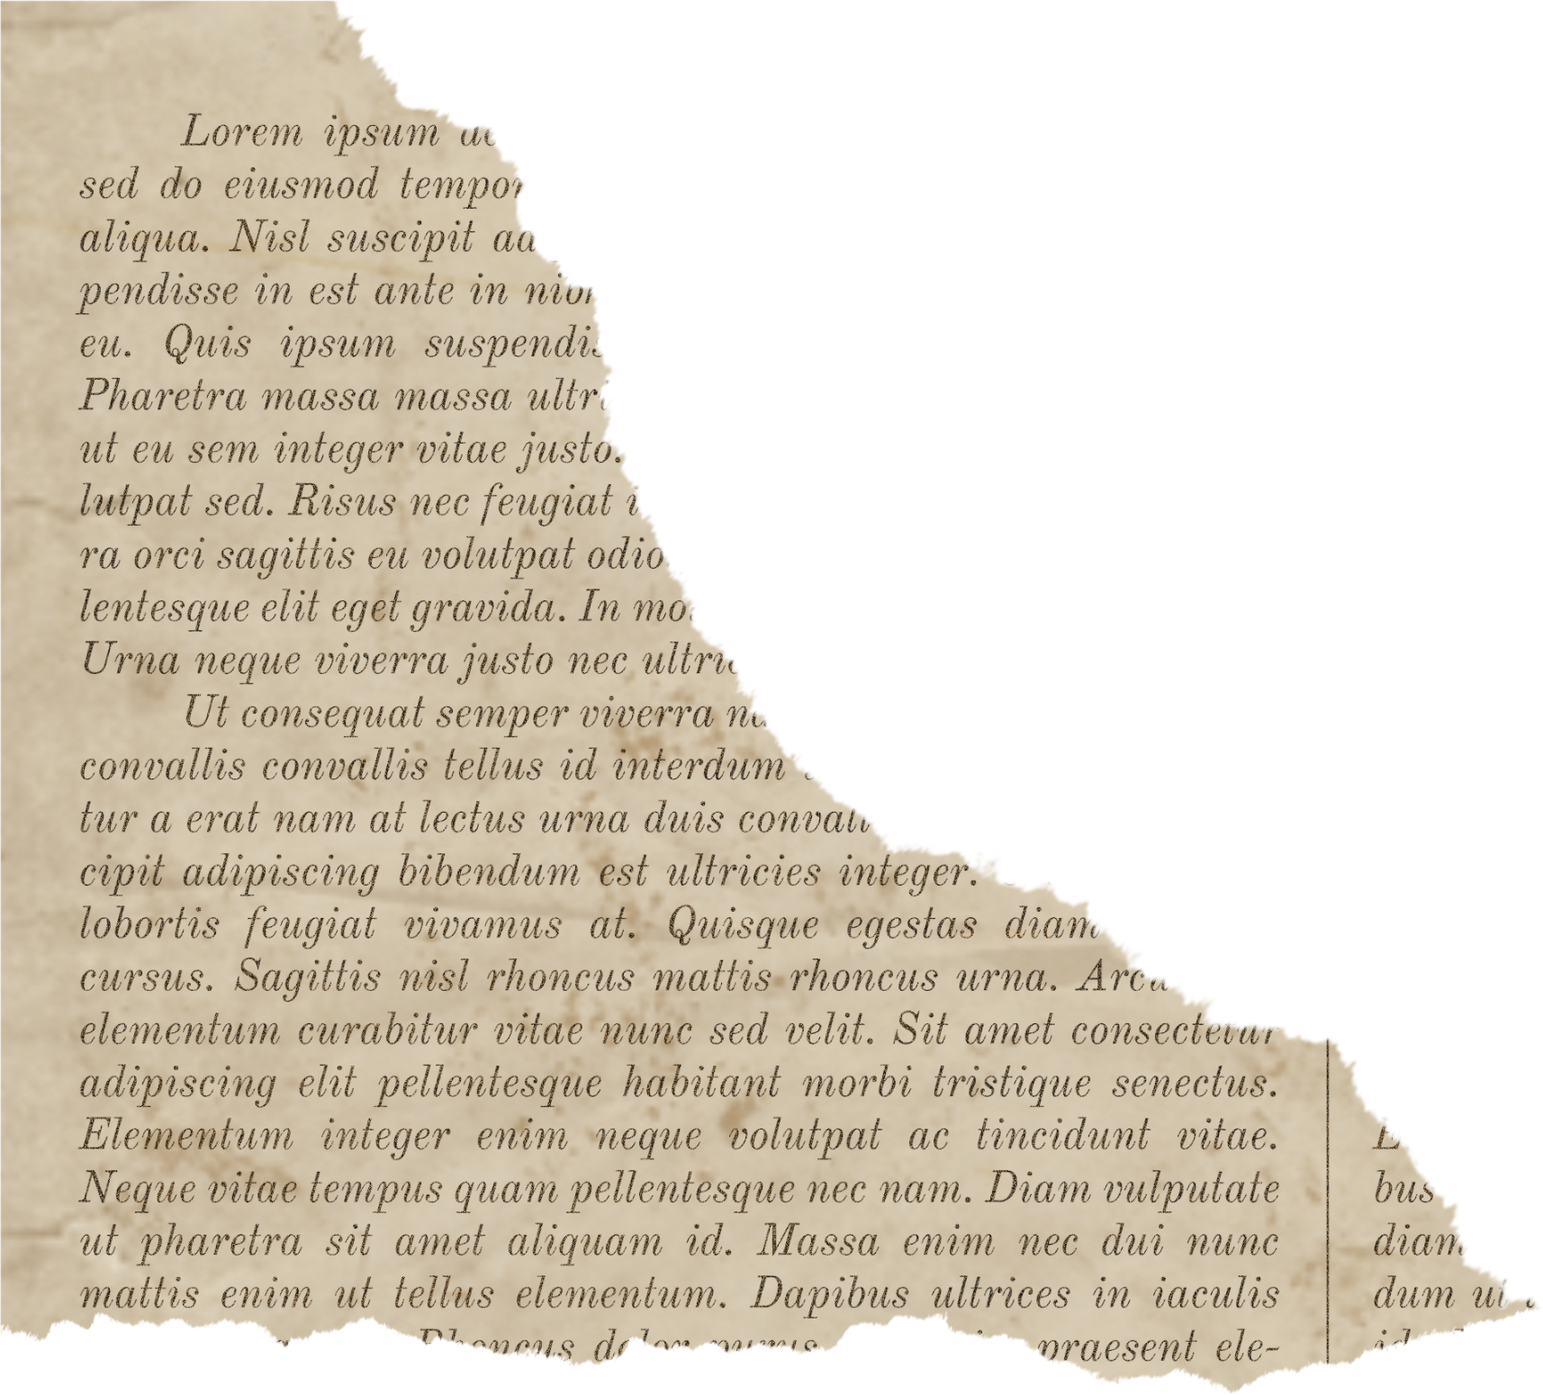 Lorem ipsum
sed do eiusmod tempor
aliqua. Nisl suscipit
pendisse in est ante in
eu. Quis ipsum
Pharetra massa massa
ut eu sem integer vitae justo.
lutpat sed. Risus nec feugiat
ra orci sagittis eu volutpat odio
lentesque elit eget gravida. In
Urna neque viverra justo nec
Ut consequat semper viverra
convallis convallis tellus id interdum
tur a erat nam at lectus urna duis
cipit adipiscing bibendum est ultricies integer.
lobortis feugiat vivamus at. Quisque egestas diam
cursus. Sagittis nisl rhoncus mattis rhoncus urna.
elementum curabitur vitae nunc sed velit. Sit amet consectetur
adipiscing elit pellentesque habitant morbi tristique senectus.
Elementum integer enim neque volutpat ac tincidunt vitae.
Neque vitae tempus quam pellentesque nec nam. Diam vulputate
ut pharetra sit amet aliquam id. Massa enim nec dui nunc
mattis enim ut tellus elementum. Dapibus ultrices in iaculis
Rhoncus dolor purus praesent ele-
bus
diam
dum